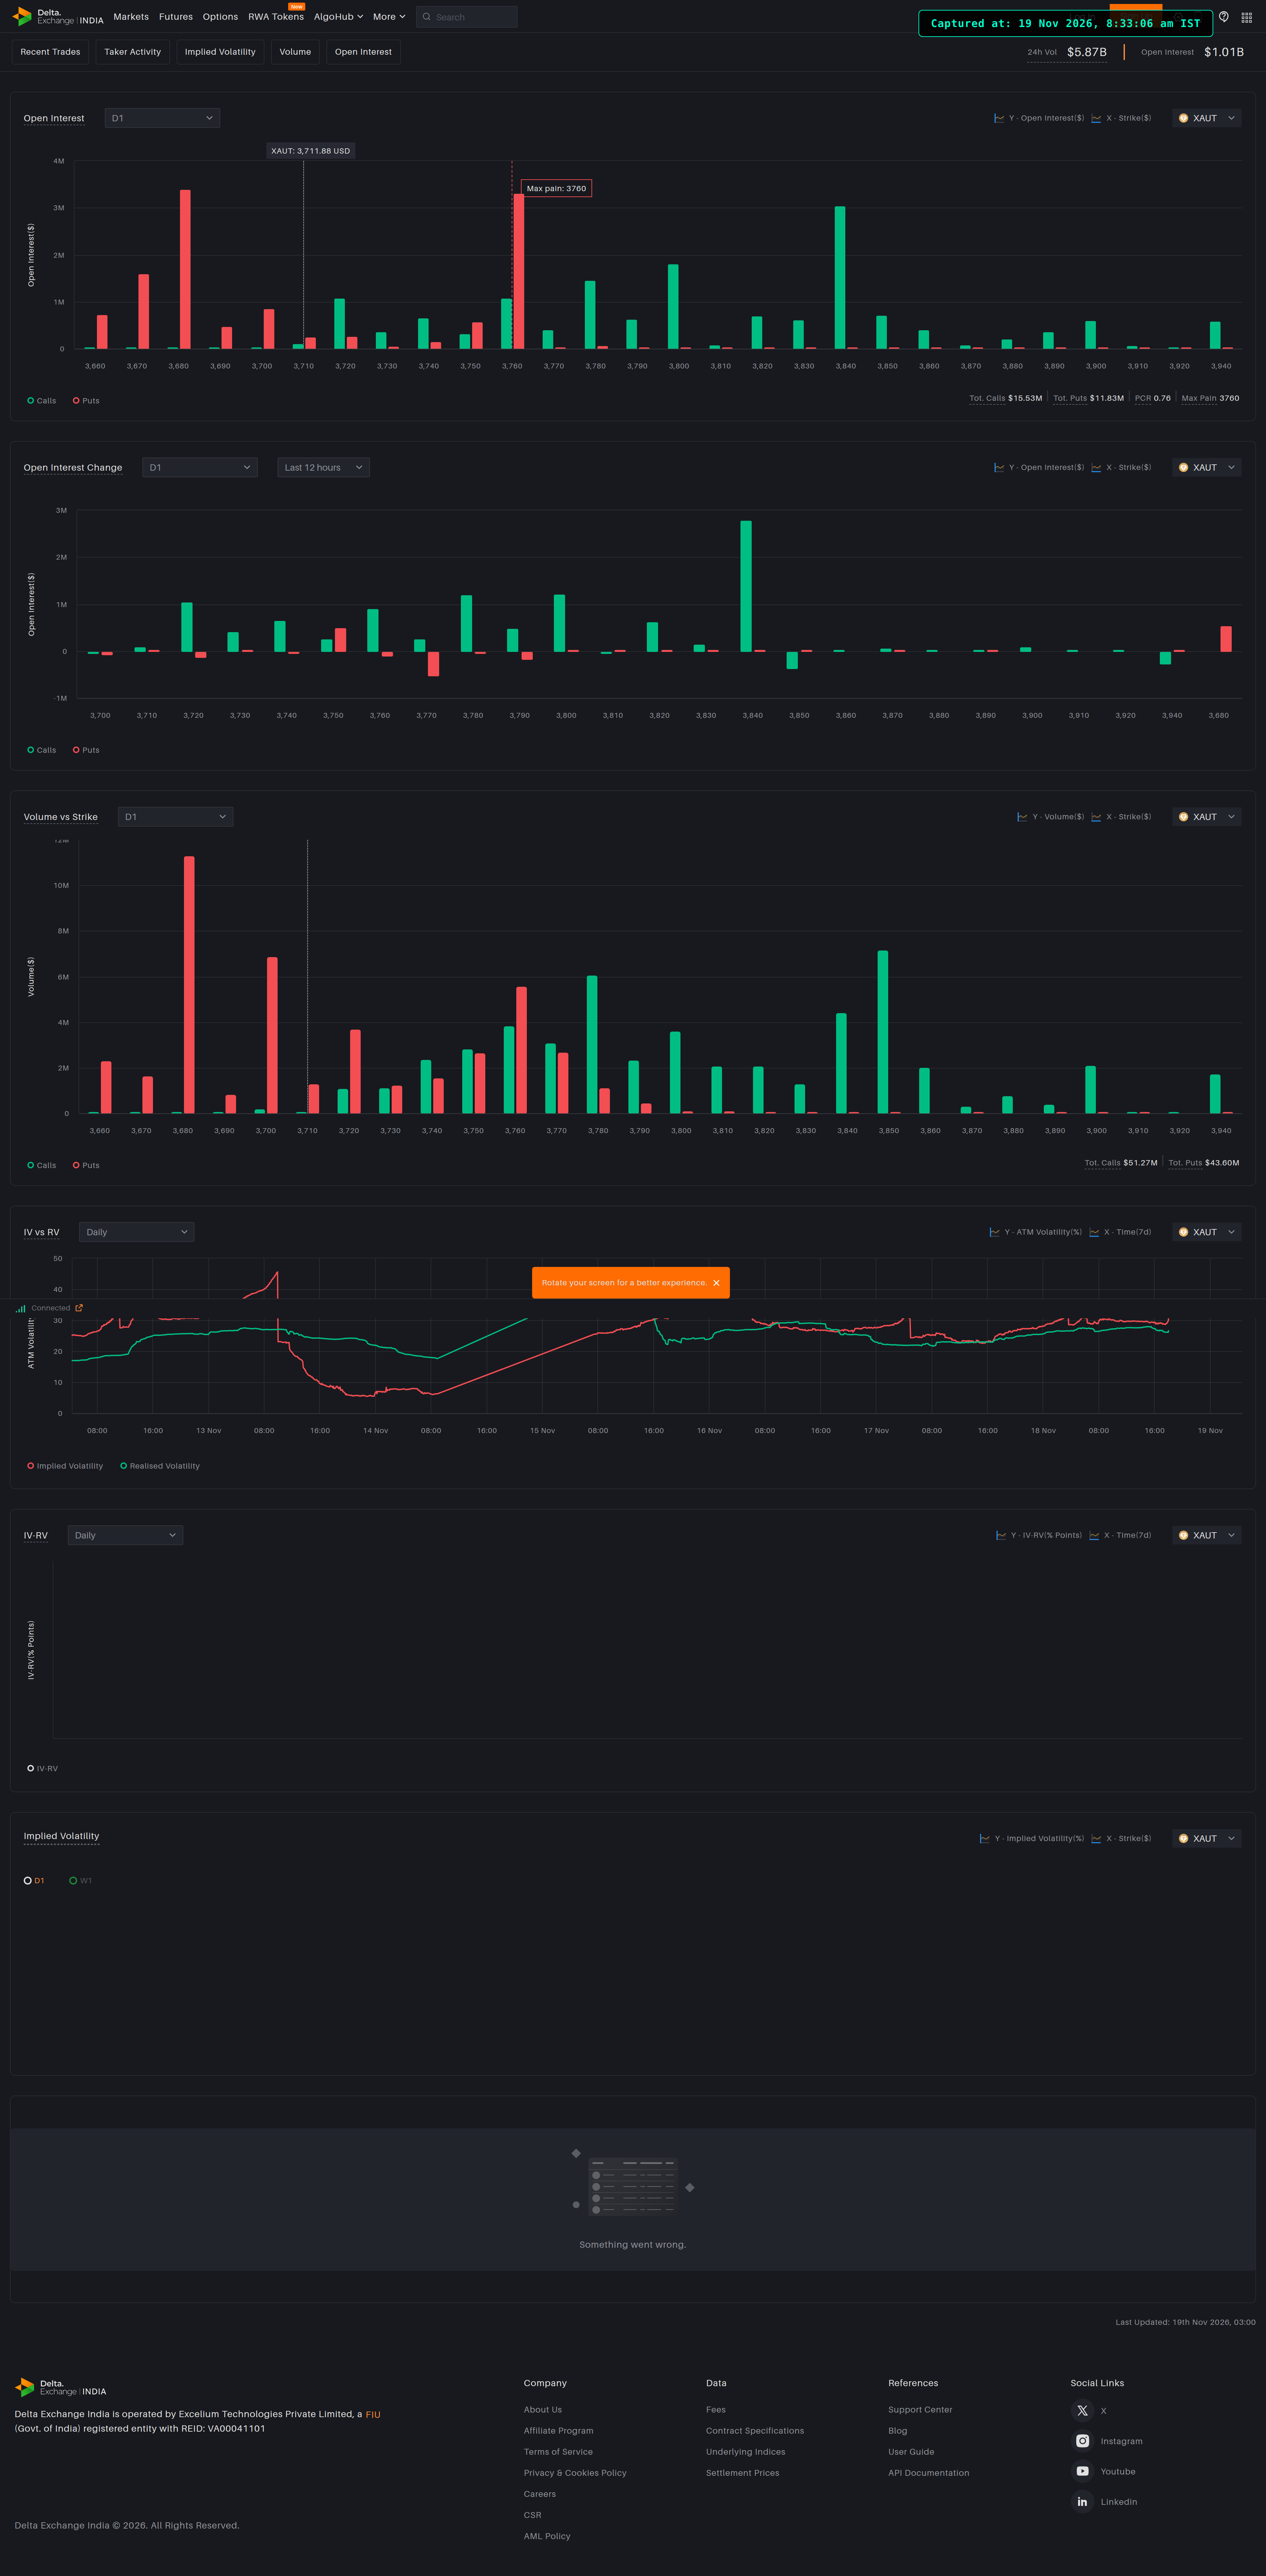 Delta. Exchange | INDIA Markets Futures Options RWA Tokens New AlgoHub More Search
Captured at: 19 Nov 2026, 8:33:06 am IST
Recent Trades Taker Activity Implied Volatility Volume Open Interest 24h Vol $5.87B Open Interest $1.01B
Open Interest D1 Y - Open Interest($) X - Strike($) XAUT
XAUT: 3,711.88 USD
Max pain: 3760
Open Interest($)
4M
3M
2M
1M
0
3,660 3,670 3,680 3,690 3,700 3,710 3,720 3,730 3,740 3,750 3,760 3,770 3,780 3,790 3,800 3,810 3,820 3,830 3,840 3,850 3,860 3,870 3,880 3,890 3,900 3,910 3,920 3,940
Calls Puts Tot. Calls $15.53M Tot. Puts $11.83M PCR 0.76 Max Pain 3760
Open Interest Change D1 Last 12 hours Y - Open Interest($) X - Strike($) XAUT
Open Interest($)
3M
2M
1M
0
-1M
3,700 3,710 3,720 3,730 3,740 3,750 3,760 3,770 3,780 3,790 3,800 3,810 3,820 3,830 3,840 3,850 3,860 3,870 3,880 3,890 3,900 3,910 3,920 3,940 3,680
Calls Puts
Volume vs Strike D1 Y - Volume($) X - Strike($) XAUT
Volume($)
12M
10M
8M
6M
4M
2M
0
3,660 3,670 3,680 3,690 3,700 3,710 3,720 3,730 3,740 3,750 3,760 3,770 3,780 3,790 3,800 3,810 3,820 3,830 3,840 3,850 3,860 3,870 3,880 3,890 3,900 3,910 3,920 3,940
Calls Puts Tot. Calls $51.27M Tot. Puts $43.60M
IV vs RV Daily Y - ATM Volatility(%) X - Time(7d) XAUT
50
40
Rotate your screen for a better experience.
Connected
ATM Volatilit
30
20
10
0
08:00 16:00 13 Nov 08:00 16:00 14 Nov 08:00 16:00 15 Nov 08:00 16:00 16 Nov 08:00 16:00 17 Nov 08:00 16:00 18 Nov 08:00 16:00 19 Nov
Implied Volatility Realised Volatility
IV-RV Daily Y - IV-RV(% Points) X - Time(7d) XAUT
IV-RV(% Points)
IV-RV
Implied Volatility Y - Implied Volatility(%) X - Strike($) XAUT
D1 W1
Something went wrong.
Last Updated: 19th Nov 2026, 03:00
Delta. Exchange | INDIA
Delta Exchange India is operated by Excelium Technologies Private Limited, a FIU
(Govt. of India) registered entity with REID: VA00041101
Delta Exchange India © 2026. All Rights Reserved.
Company
About Us
Affiliate Program
Terms of Service
Privacy & Cookies Policy
Careers
CSR
AML Policy
Data
Fees
Contract Specifications
Underlying Indices
Settlement Prices
References
Support Center
Blog
User Guide
API Documentation
Social Links
X
Instagram
Youtube
Linkedin